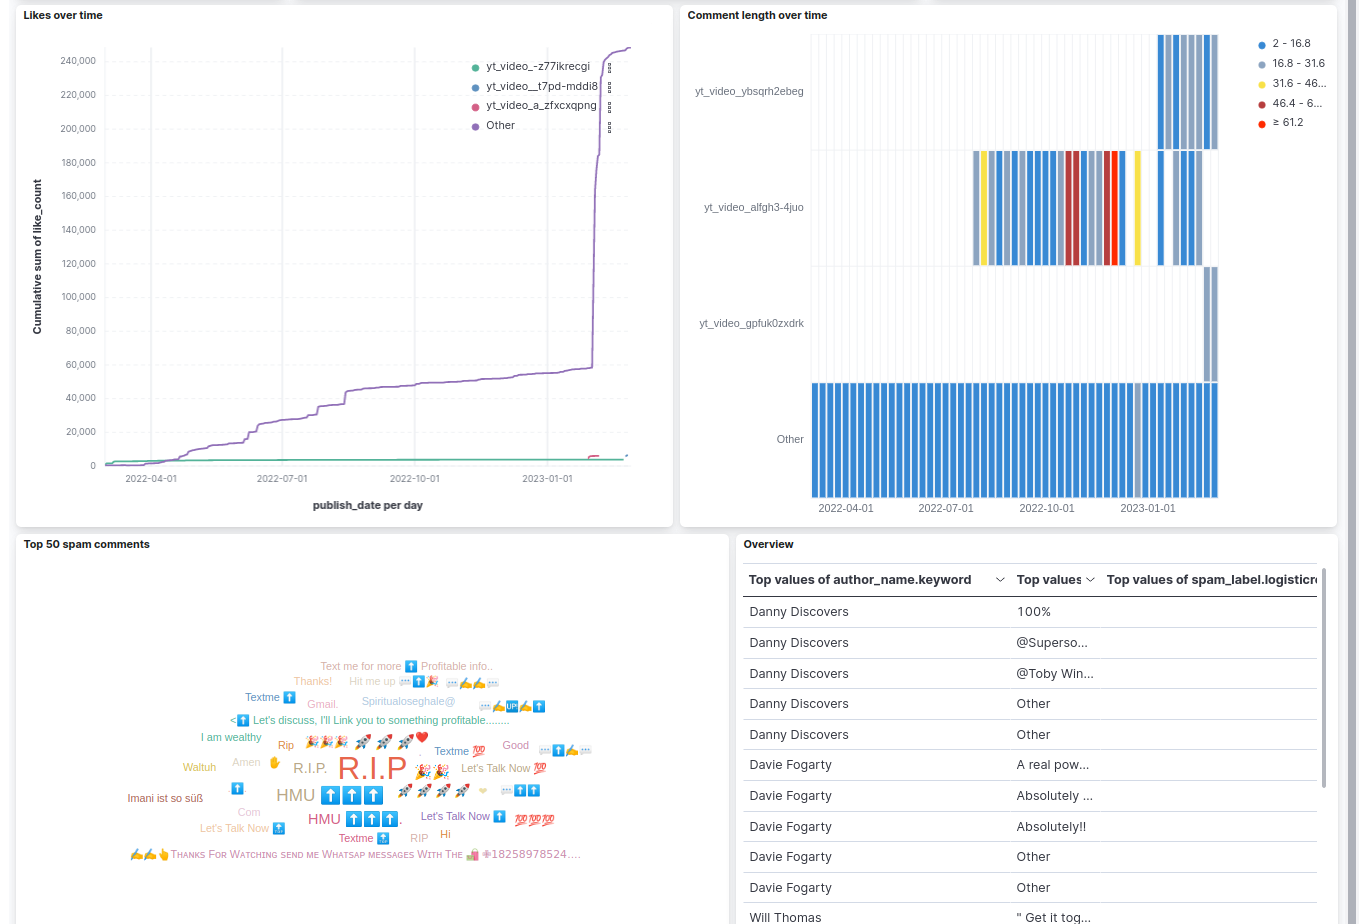 Likes over time
240,000
220,000
200,000
180,000
160,000
140,000
120,000
100,000
80,000
60,000
40,000
20,000
0
Cumulative sum of like_count
2022-04-01
2022-07-01
2022-10-01
2023-01-01
publish_date per day
yt_video_-z77ikrecgi
yt_video__t7pd-mddi8
yt_video_a_zfxcxqpng
Other
Comment length over time
yt_video_ybsqrh2ebeg
yt_video_alfgh3-4juo
yt_video_gpfuk0zxdrk
Other
2022-04-01
2022-07-01
2022-10-01
2023-01-01
2 - 16.8
16.8 - 31.6
31.6 - 46...
46.4 - 6...
≥ 61.2
Top 50 spam comments
Text me for more ⬆️ Profitable info..
Thanks!
Hit me up 📨⬆️🎉
📨✍️✍️📨
Textme ⬆️
Gmail.
Spiritualoseghale@
📨✍️🆙✍️⬆️
<⬆️ Let's discuss, I'll Link you to something profitable........
I am wealthy
Rip
🎉🎉🎉
🚀 🚀 🚀❤️
Textme 💯
Good
📨⬆️✍️📨
Waltuh
Amen ✋
R.I.P.
R.I.P
🎉🎉
Let's Talk Now 💯
Imani ist so süß
.⬆️.
HMU ⬆️⬆️⬆️
🚀 🚀 🚀 🚀
❤
📨⬆️⬆️
Com
HMU ⬆️⬆️⬆️.
Let's Talk Now ⬆️
💯💯💯
Let's Talk Now 🔝
Textme 🔝
RIP
Hi
✍️✍️👆Tʜᴀɴᴋs Fᴏʀ Wᴀᴛᴄʜɪɴɢ sᴇɴᴅ ᴍᴇ Wʜᴀᴛsᴀᴘ ᴍᴇssᴀɢᴇs Wɪᴛʜ Tʜᴇ 🛍️ ✙18258978524....
Overview
Top values of author_name.keyword
Top values
Top values of spam_label.logisticre
Danny Discovers 100%
Danny Discovers @Superso...
Danny Discovers @Toby Win...
Danny Discovers Other
Danny Discovers Other
Davie Fogarty A real pow...
Davie Fogarty Absolutely ...
Davie Fogarty Absolutely!!
Davie Fogarty Other
Davie Fogarty Other
Will Thomas " Get it tog...